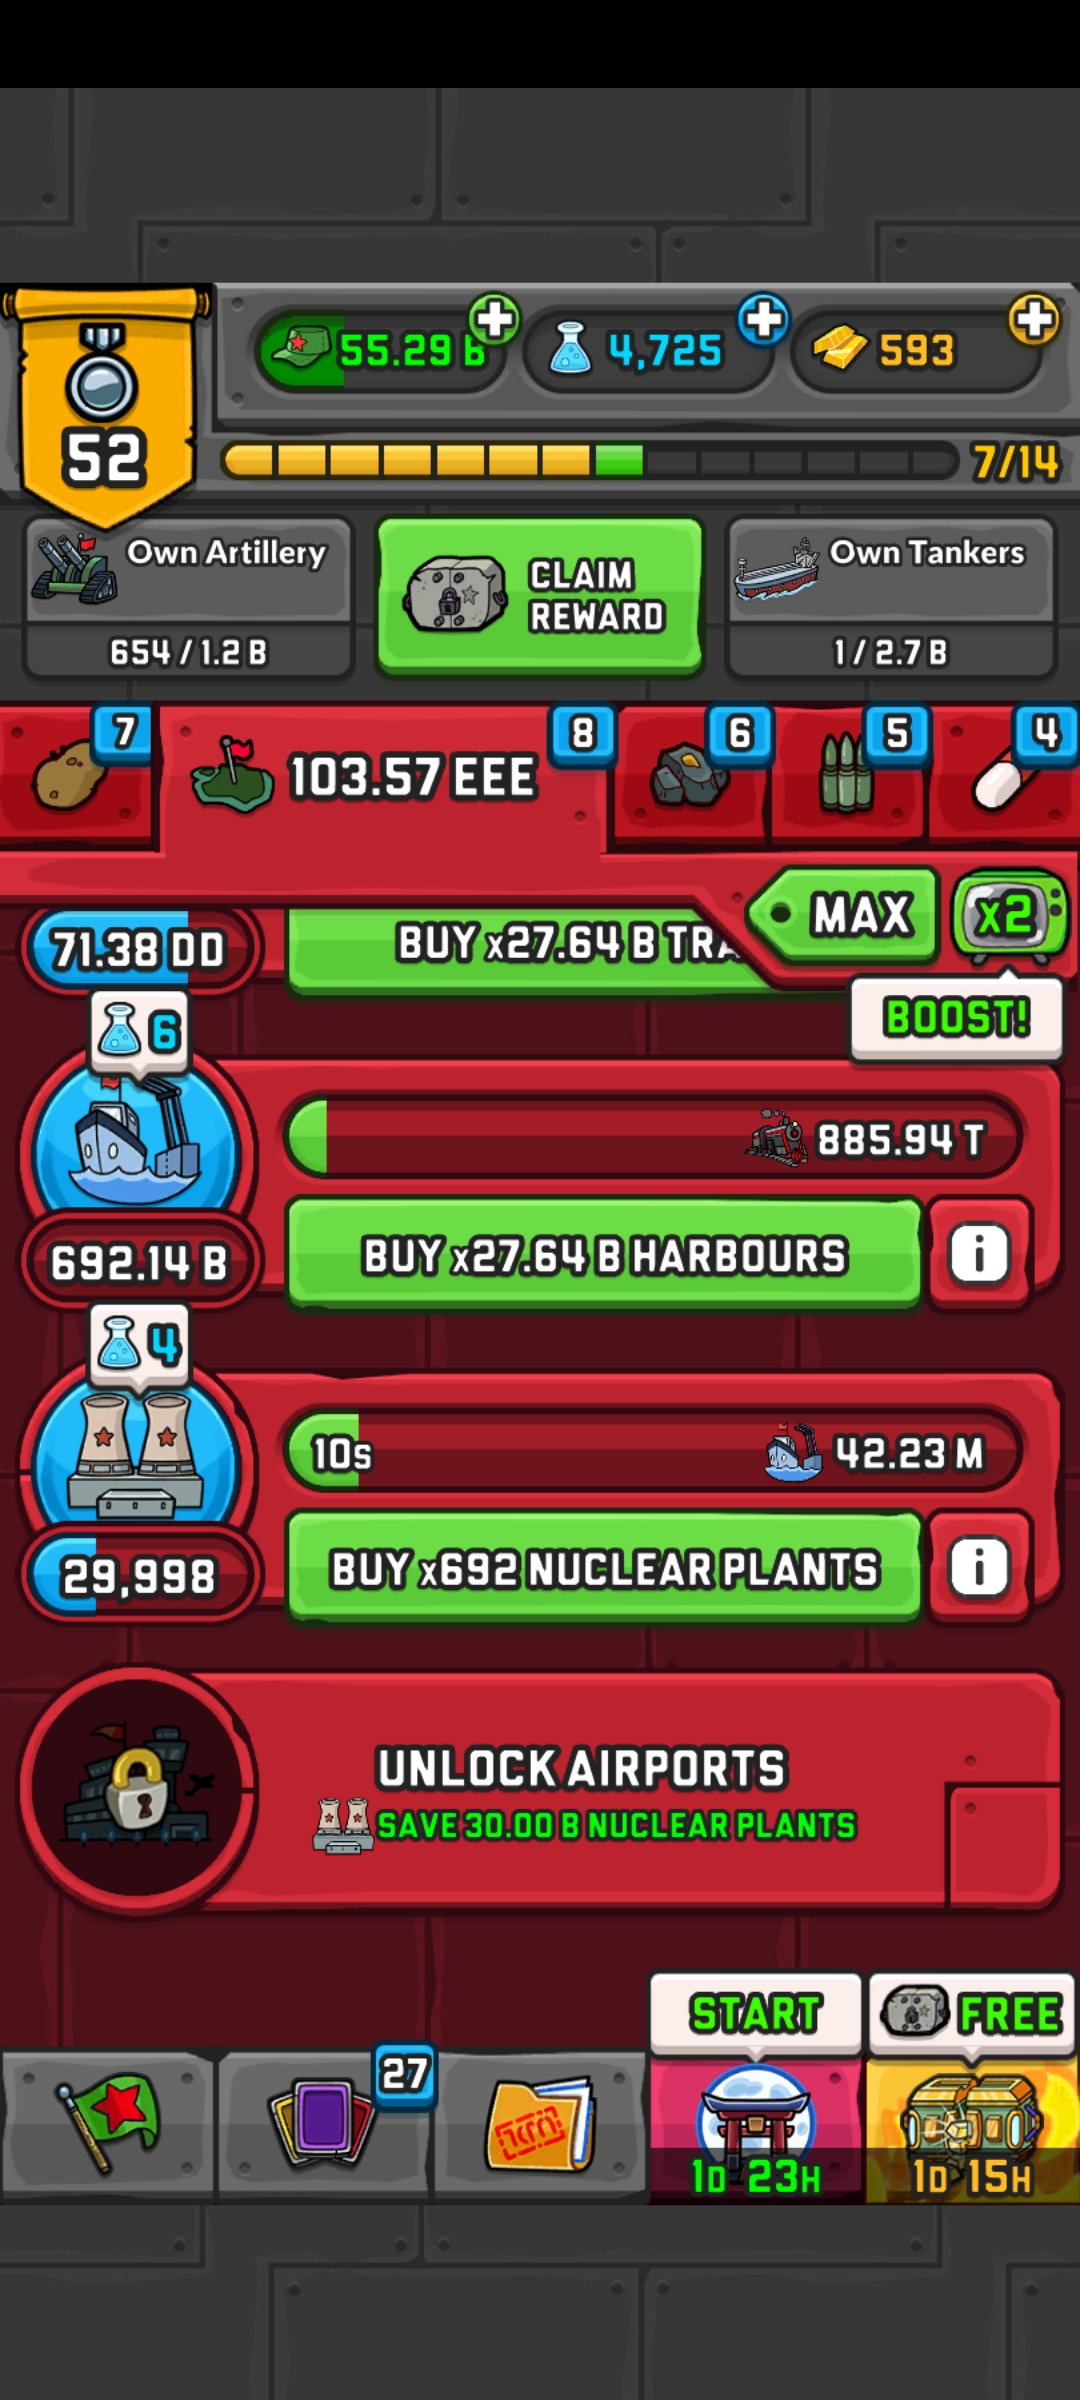 55.29 B
4,725
593
52
7/14
Own Artillery
654 / 1.2 B
CLAIM
REWARD
Own Tankers
1 / 2.7 B
7
103.57 EEE
8
6
5
4
MAX
x2
BOOST!
71.38 DD
BUY x27.64 B TRA
6
885.94 T
692.14 B
BUY x27.64 B HARBOURS
i
4
10s
42.23 M
29,998
BUY x692 NUCLEAR PLANTS
i
UNLOCK AIRPORTS
SAVE 30.00 B NUCLEAR PLANTS
27
START
1D 23H
FREE
1D 15H